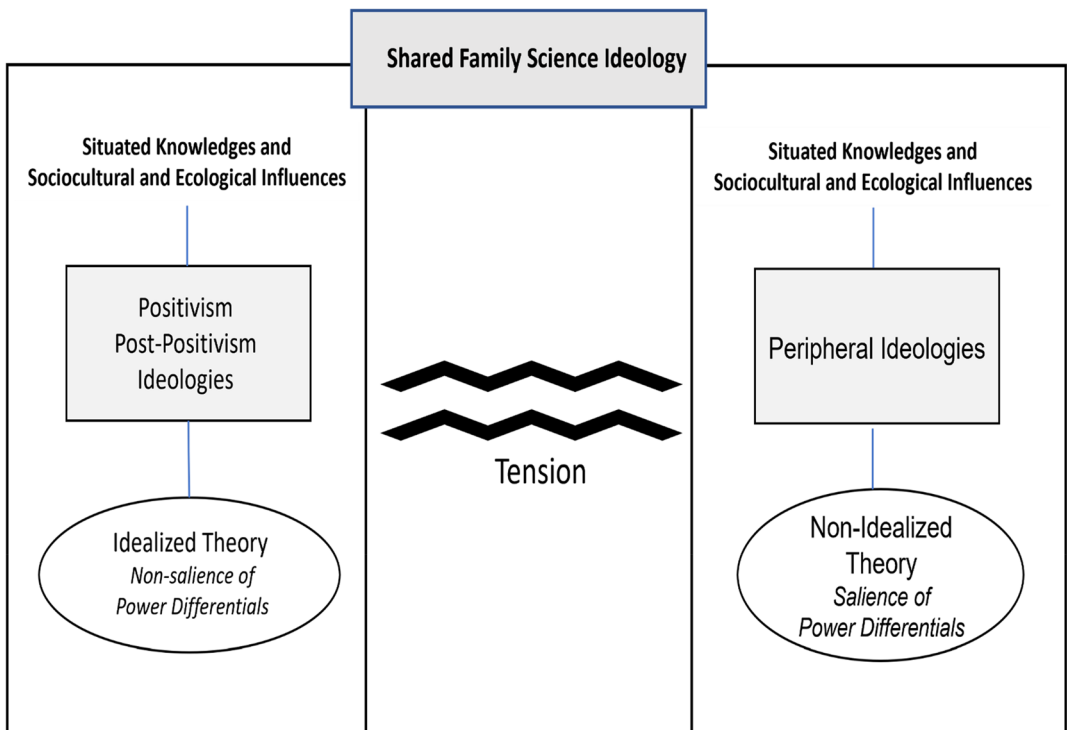 Shared Family Science Ideology
Situated Knowledges and
Sociocultural and Ecological Influences
Positivism
Post-Positivism
Ideologies
Idealized Theory
Non-salience of
Power Differentials
Tension
Situated Knowledges and
Sociocultural and Ecological Influences
Peripheral Ideologies
Non-Idealized
Theory
Salience of
Power Differentials